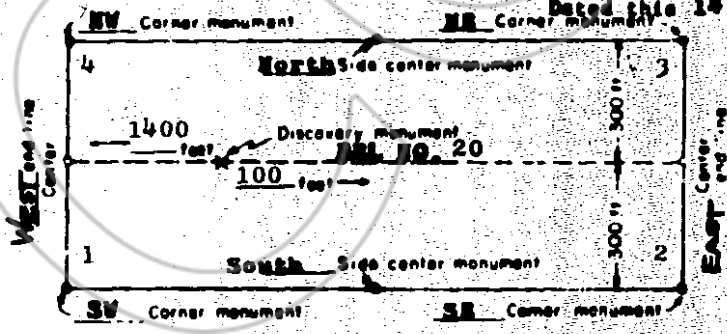 Dated this 14
NW Corner monument NE Corner monument
4 North Side center monument 3
1400 feet Discovery monument
300 ft
West end line
Center
NO. 20
Center
end line
100 feet
300 ft
EAST
1 South Side center monument 2
SW Corner monument SE Corner monument